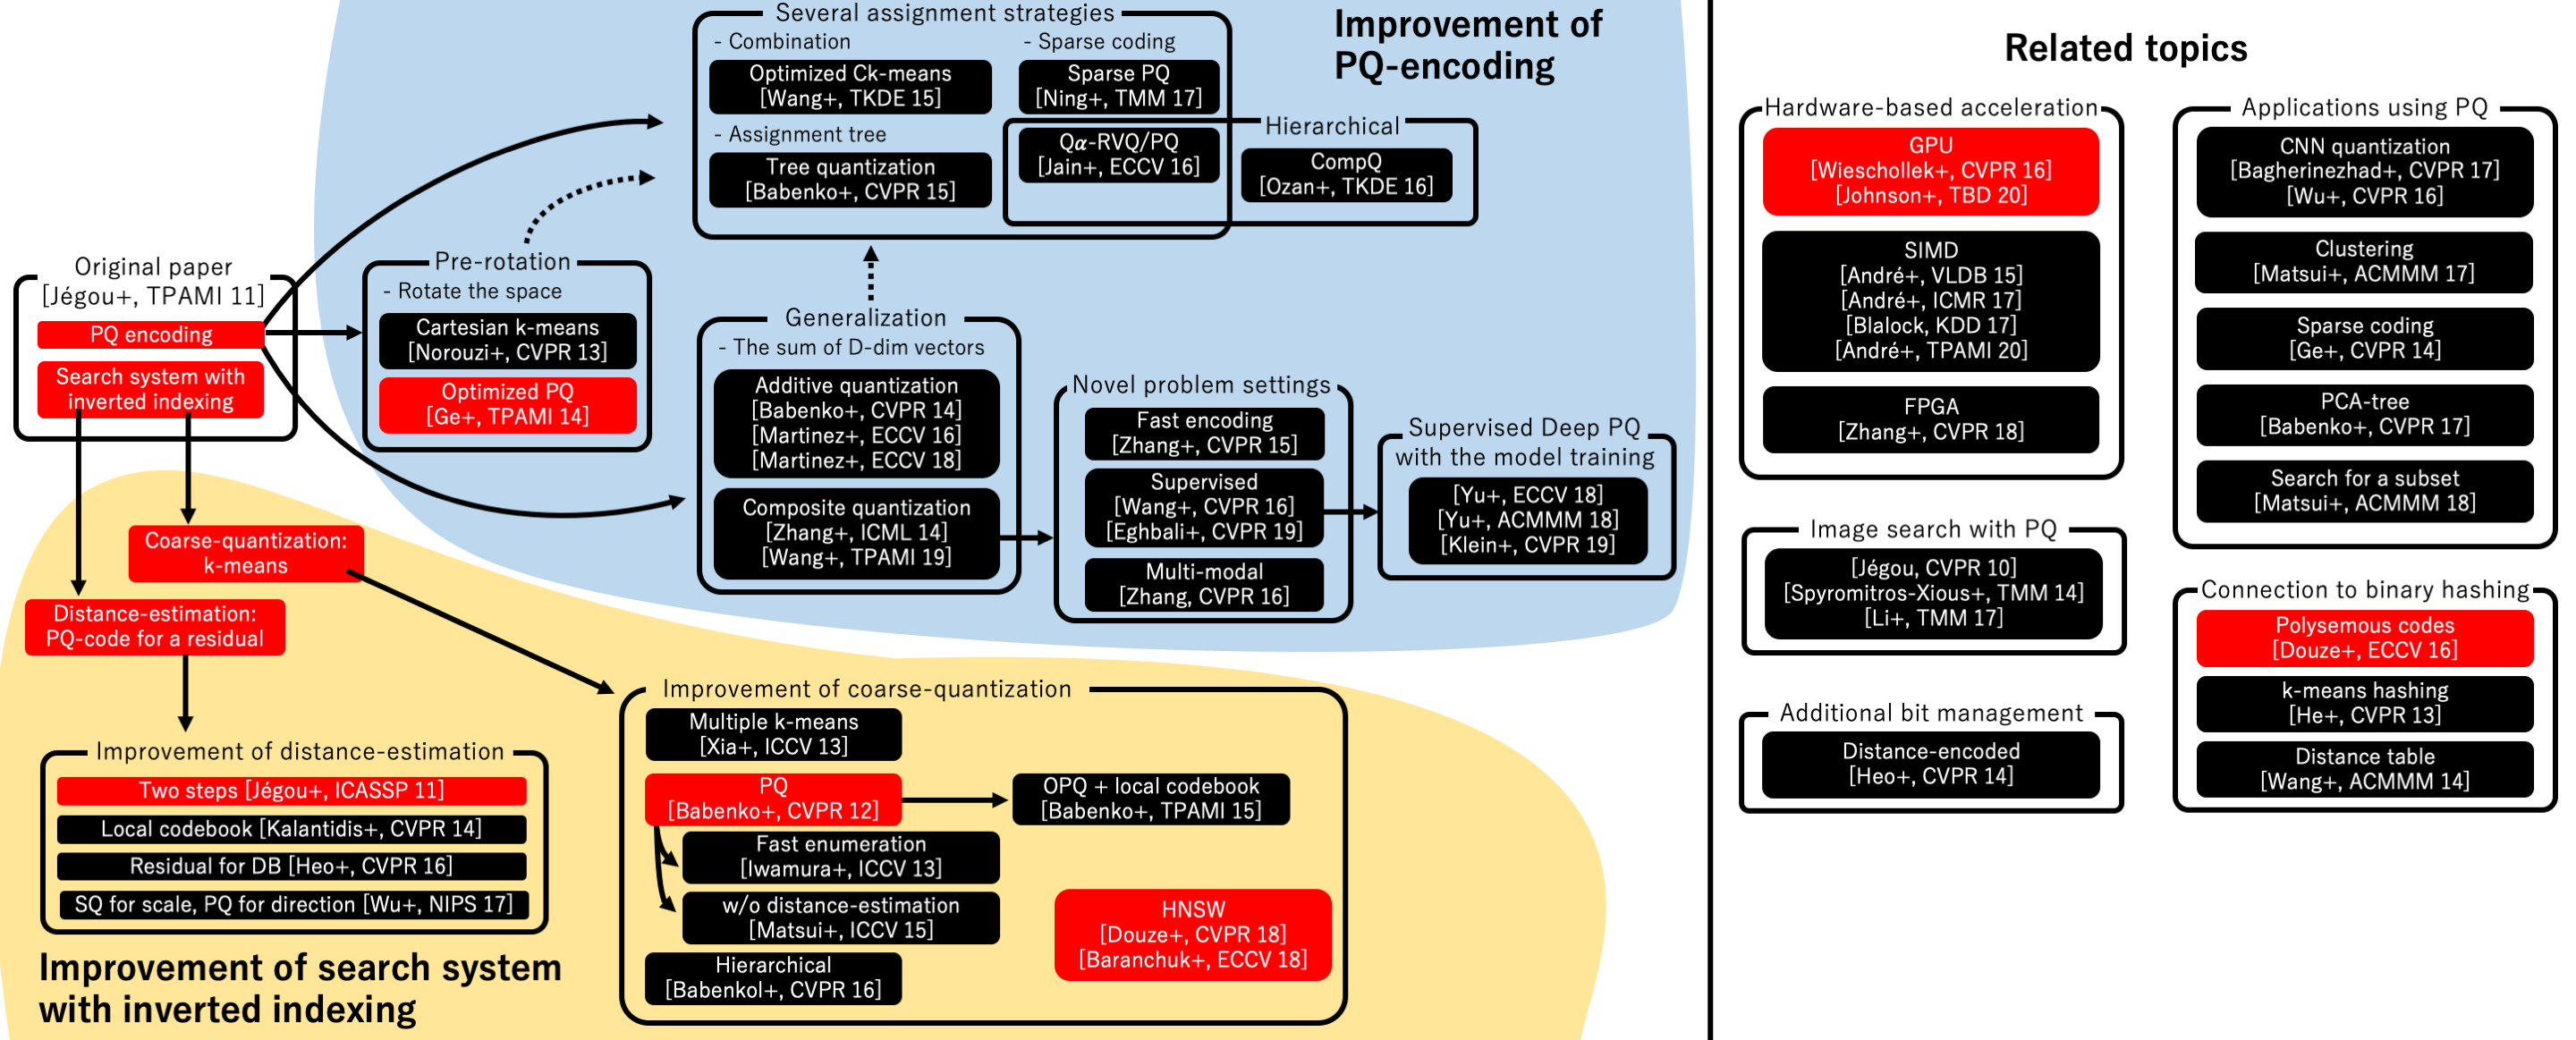 Original paper
[Jégou+, TPAMI 11]
PQ encoding
Search system with
inverted indexing
Improvement of
PQ-encoding
Several assignment strategies
- Combination
Optimized Ck-means
[Wang+, TKDE 15]
- Assignment tree
Tree quantization
[Babenko+, CVPR 15]
- Sparse coding
Sparse PQ
[Ning+, TMM 17]
Qα-RVQ/PQ
[Jain+, ECCV 16]
Hierarchical
CompQ
[Ozan+, TKDE 16]
Pre-rotation
- Rotate the space
Cartesian k-means
[Norouzi+, CVPR 13]
Optimized PQ
[Ge+, TPAMI 14]
Generalization
- The sum of D-dim vectors
Additive quantization
[Babenko+, CVPR 14]
[Martinez+, ECCV 16]
[Martinez+, ECCV 18]
Composite quantization
[Zhang+, ICML 14]
[Wang+, TPAMI 19]
Novel problem settings
Fast encoding
[Zhang+, CVPR 15]
Supervised
[Wang+, CVPR 16]
[Eghbali+, CVPR 19]
Multi-modal
[Zhang, CVPR 16]
Supervised Deep PQ
with the model training
[Yu+, ECCV 18]
[Yu+, ACMMM 18]
[Klein+, CVPR 19]
Coarse-quantization:
k-means
Distance-estimation:
PQ-code for a residual
Improvement of distance-estimation
Two steps [Jégou+, ICASSP 11]
Local codebook [Kalantidis+, CVPR 14]
Residual for DB [Heo+, CVPR 16]
SQ for scale, PQ for direction [Wu+, NIPS 17]
Improvement of search system
with inverted indexing
Improvement of coarse-quantization
Multiple k-means
[Xia+, ICCV 13]
PQ
[Babenko+, CVPR 12]
OPQ + local codebook
[Babenko+, TPAMI 15]
Fast enumeration
[Iwamura+, ICCV 13]
w/o distance-estimation
[Matsui+, ICCV 15]
Hierarchical
[Babenkol+, CVPR 16]
HNSW
[Douze+, CVPR 18]
[Baranchuk+, ECCV 18]
Related topics
Hardware-based acceleration
GPU
[Wieschollek+, CVPR 16]
[Johnson+, TBD 20]
SIMD
[André+, VLDB 15]
[André+, ICMR 17]
[Blalock, KDD 17]
[André+, TPAMI 20]
FPGA
[Zhang+, CVPR 18]
Image search with PQ
[Jégou, CVPR 10]
[Spyromitros-Xious+, TMM 14]
[Li+, TMM 17]
Additional bit management
Distance-encoded
[Heo+, CVPR 14]
Applications using PQ
CNN quantization
[Bagherinezhad+, CVPR 17]
[Wu+, CVPR 16]
Clustering
[Matsui+, ACMMM 17]
Sparse coding
[Ge+, CVPR 14]
PCA-tree
[Babenko+, CVPR 17]
Search for a subset
[Matsui+, ACMMM 18]
Connection to binary hashing
Polysemous codes
[Douze+, ECCV 16]
k-means hashing
[He+, CVPR 13]
Distance table
[Wang+, ACMMM 14]